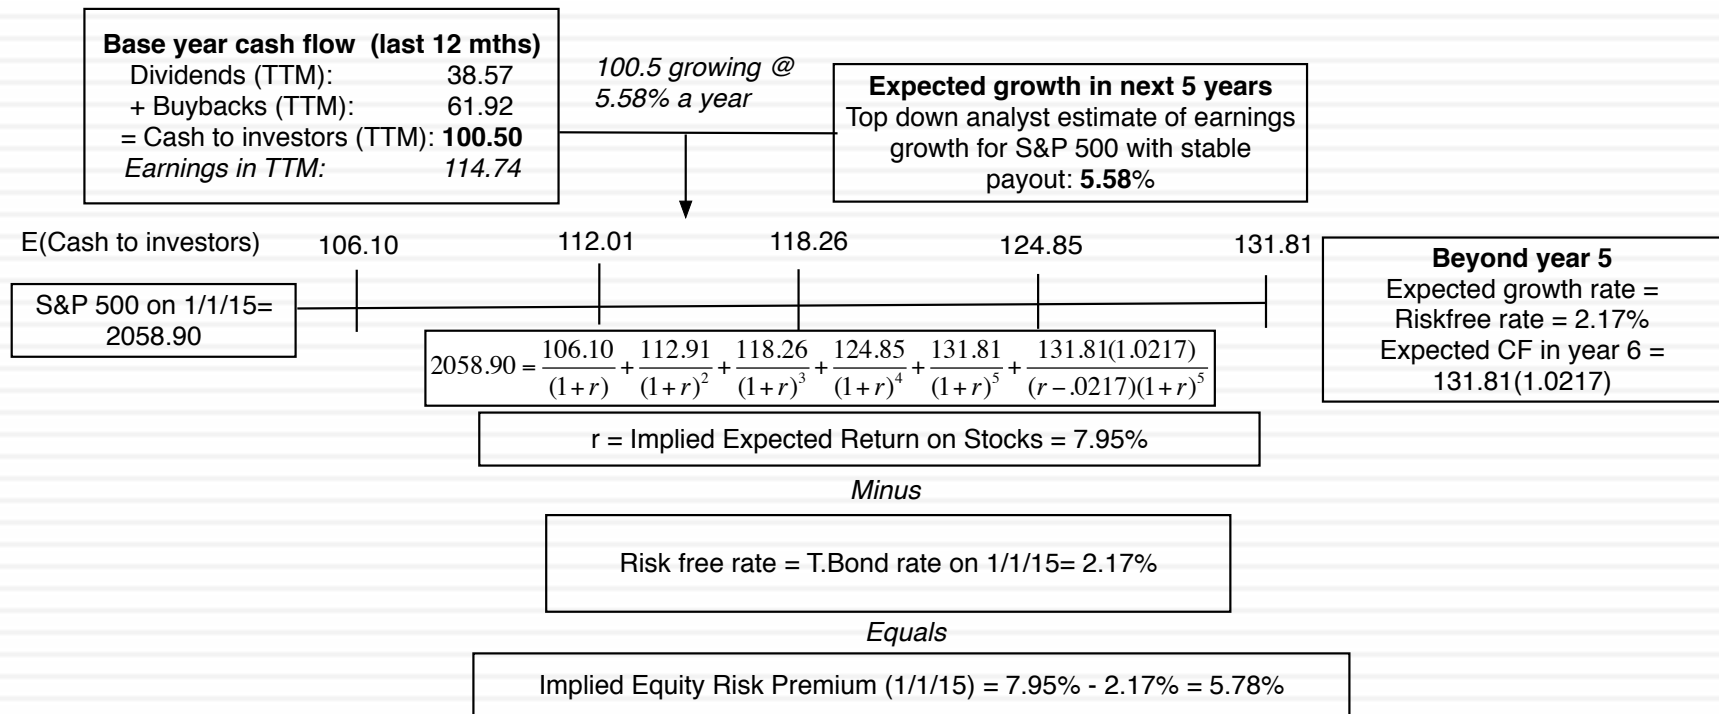 Base year cash flow (last 12 mths)
Dividends (TTM): 38.57
+ Buybacks (TTM): 61.92
= Cash to investors (TTM): 100.50
Earnings in TTM: 114.74
100.5 growing @
5.58% a year
Expected growth in next 5 years
Top down analyst estimate of earnings
growth for S&P 500 with stable
payout: 5.58%
E(Cash to investors) 106.10 112.01 118.26 124.85 131.81
S&P 500 on 1/1/15=
2058.90
Beyond year 5
Expected growth rate =
Riskfree rate = 2.17%
Expected CF in year 6 =
131.81(1.0217)
2058.90 = 106.10/(1+r) + 112.91/(1+r)^2 + 118.26/(1+r)^3 + 124.85/(1+r)^4 + 131.81/(1+r)^5 + 131.81(1.0217)/(r-.0217)(1+r)^5
r = Implied Expected Return on Stocks = 7.95%
Minus
Risk free rate = T.Bond rate on 1/1/15= 2.17%
Equals
Implied Equity Risk Premium (1/1/15) = 7.95% - 2.17% = 5.78%